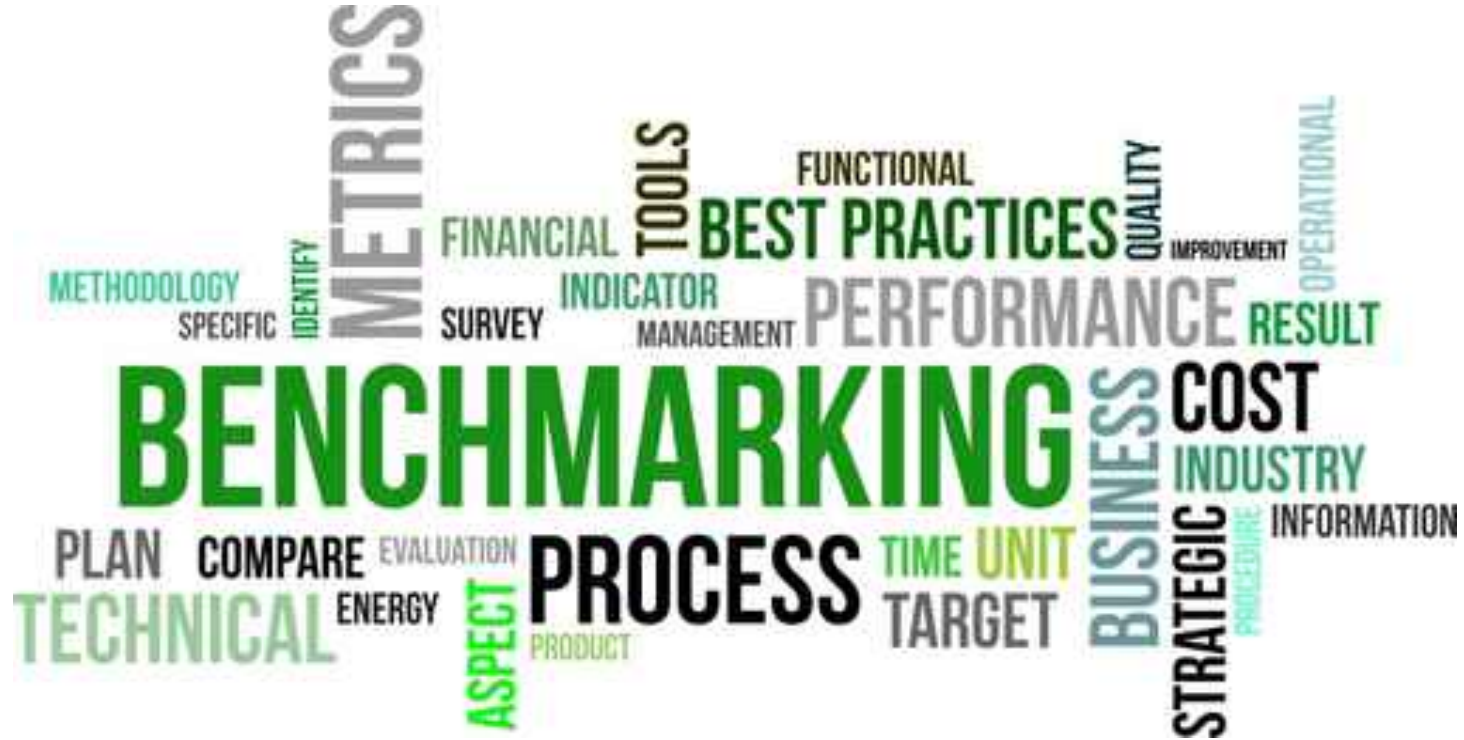 METRICS
TOOLS
FUNCTIONAL
QUALITY
OPERATIONAL
FINANCIAL
BEST PRACTICES
IMPROVEMENT
METHODOLOGY
IDENTIFY
INDICATOR
PERFORMANCE
SPECIFIC
SURVEY
MANAGEMENT
RESULT
BENCHMARKING
BUSINESS
COST
INDUSTRY
STRATEGIC
PROCEDURE
INFORMATION
PLAN
COMPARE
EVALUATION
PROCESS
TIME
UNIT
TECHNICAL
ENERGY
ASPECT
PRODUCT
TARGET